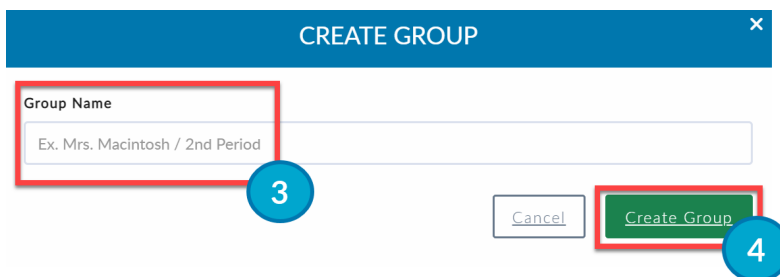 CREATE GROUP
×
Group Name
Ex. Mrs. Macintosh / 2nd Period
3
Cancel
Create Group
4